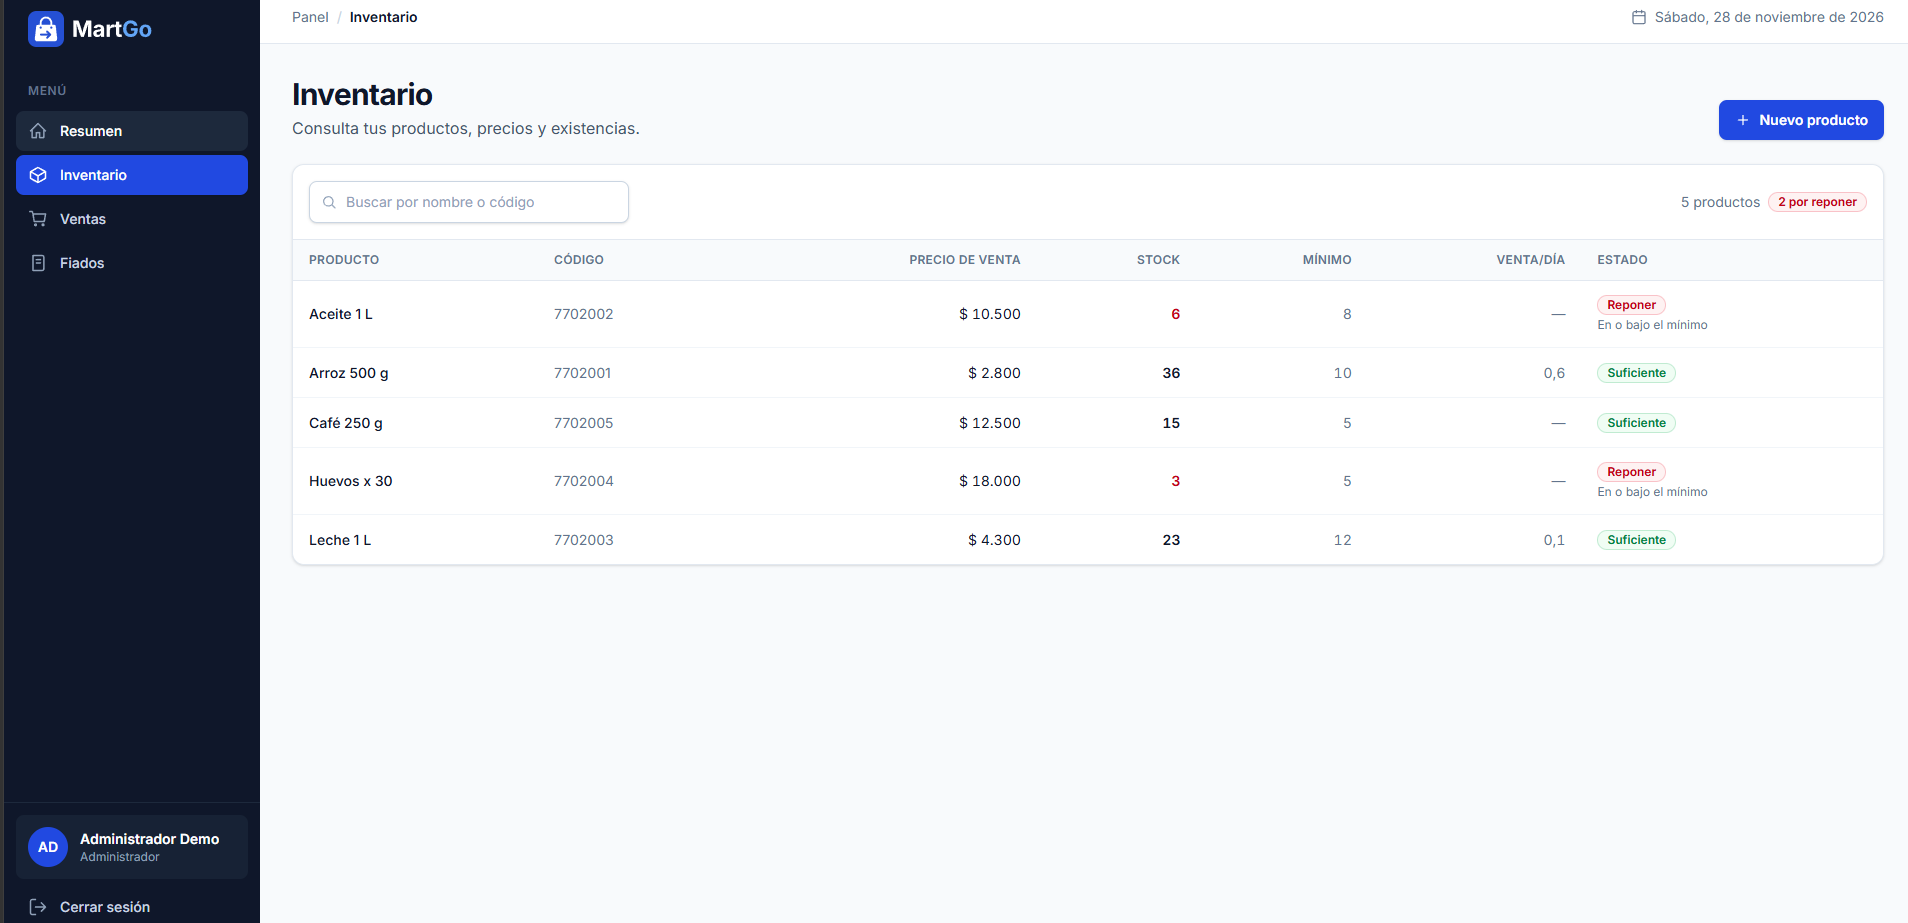 MartGo
MENÚ
Resumen
Inventario
Ventas
Fiados
AD
Administrador Demo
Administrador
Cerrar sesión
Panel / Inventario
Sábado, 28 de noviembre de 2026
Inventario
Consulta tus productos, precios y existencias.
+ Nuevo producto
Buscar por nombre o código
5 productos 2 por reponer
PRODUCTO CÓDIGO PRECIO DE VENTA STOCK MÍNIMO VENTA/DÍA ESTADO
Aceite 1 L 7702002 $ 10.500 6 8 — Reponer
En o bajo el mínimo
Arroz 500 g 7702001 $ 2.800 36 10 0,6 Suficiente
Café 250 g 7702005 $ 12.500 15 5 — Suficiente
Huevos x 30 7702004 $ 18.000 3 5 — Reponer
En o bajo el mínimo
Leche 1 L 7702003 $ 4.300 23 12 0,1 Suficiente